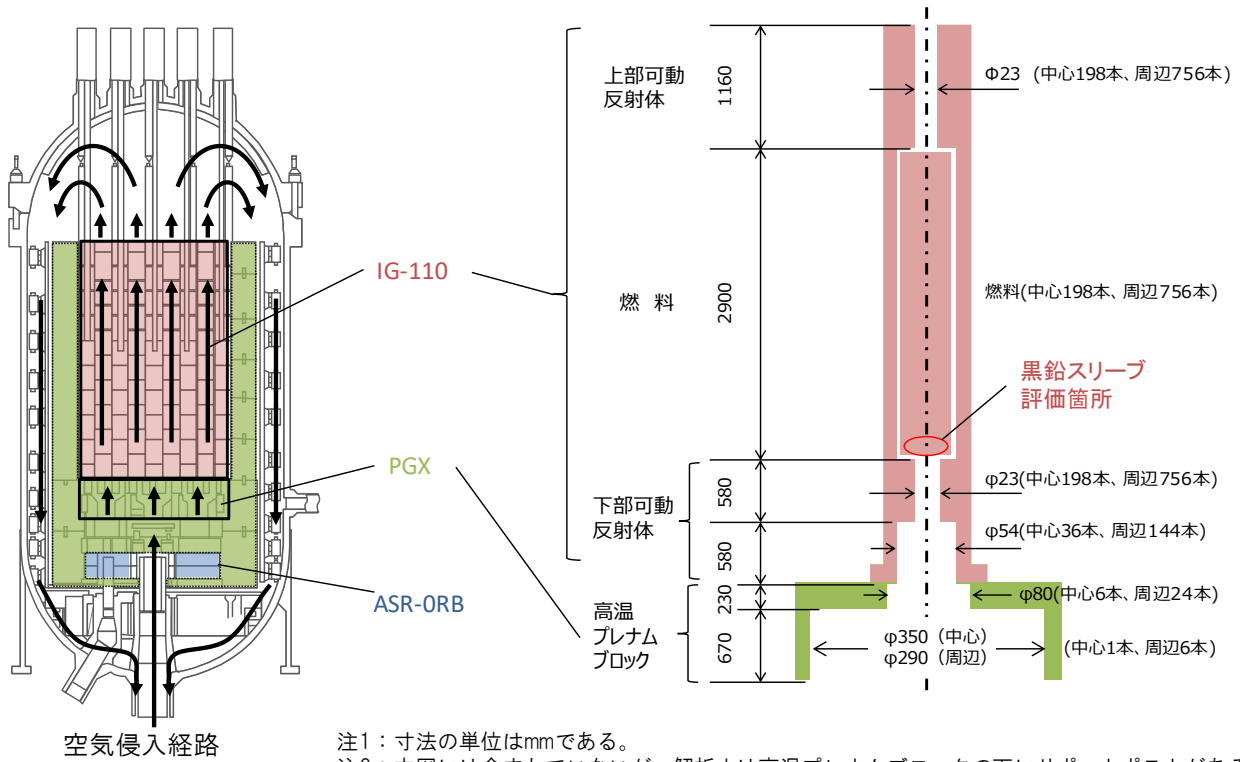 IG-110
PGX
ASR-0RB
空気侵入経路
上部可動
反射体
1160
Φ23 (中心198本、周辺756本)
燃 料
2900
燃料(中心198本、周辺756本)
黒鉛スリーブ
評価箇所
下部可動
反射体
580
φ23(中心198本、周辺756本)
580
φ54(中心36本、周辺144本)
高温
プレナム
ブロック
230
φ80(中心6本、周辺24本)
670
φ350（中心）
φ290（周辺）
(中心1本、周辺6本)
注1：寸法の単位はmmである。